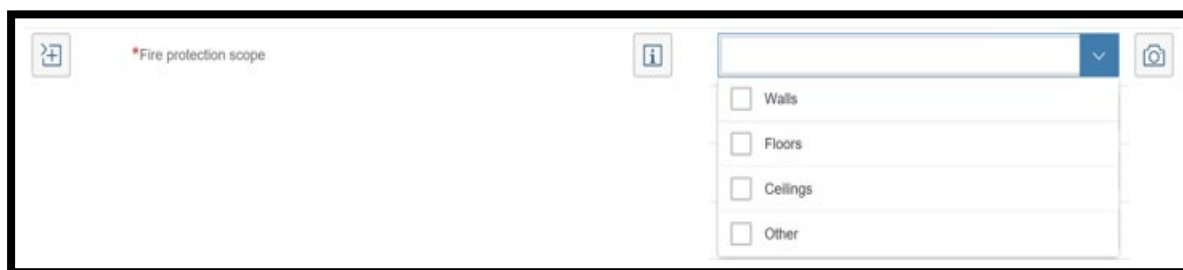 *Fire protection scope
Walls
Floors
Ceilings
Other